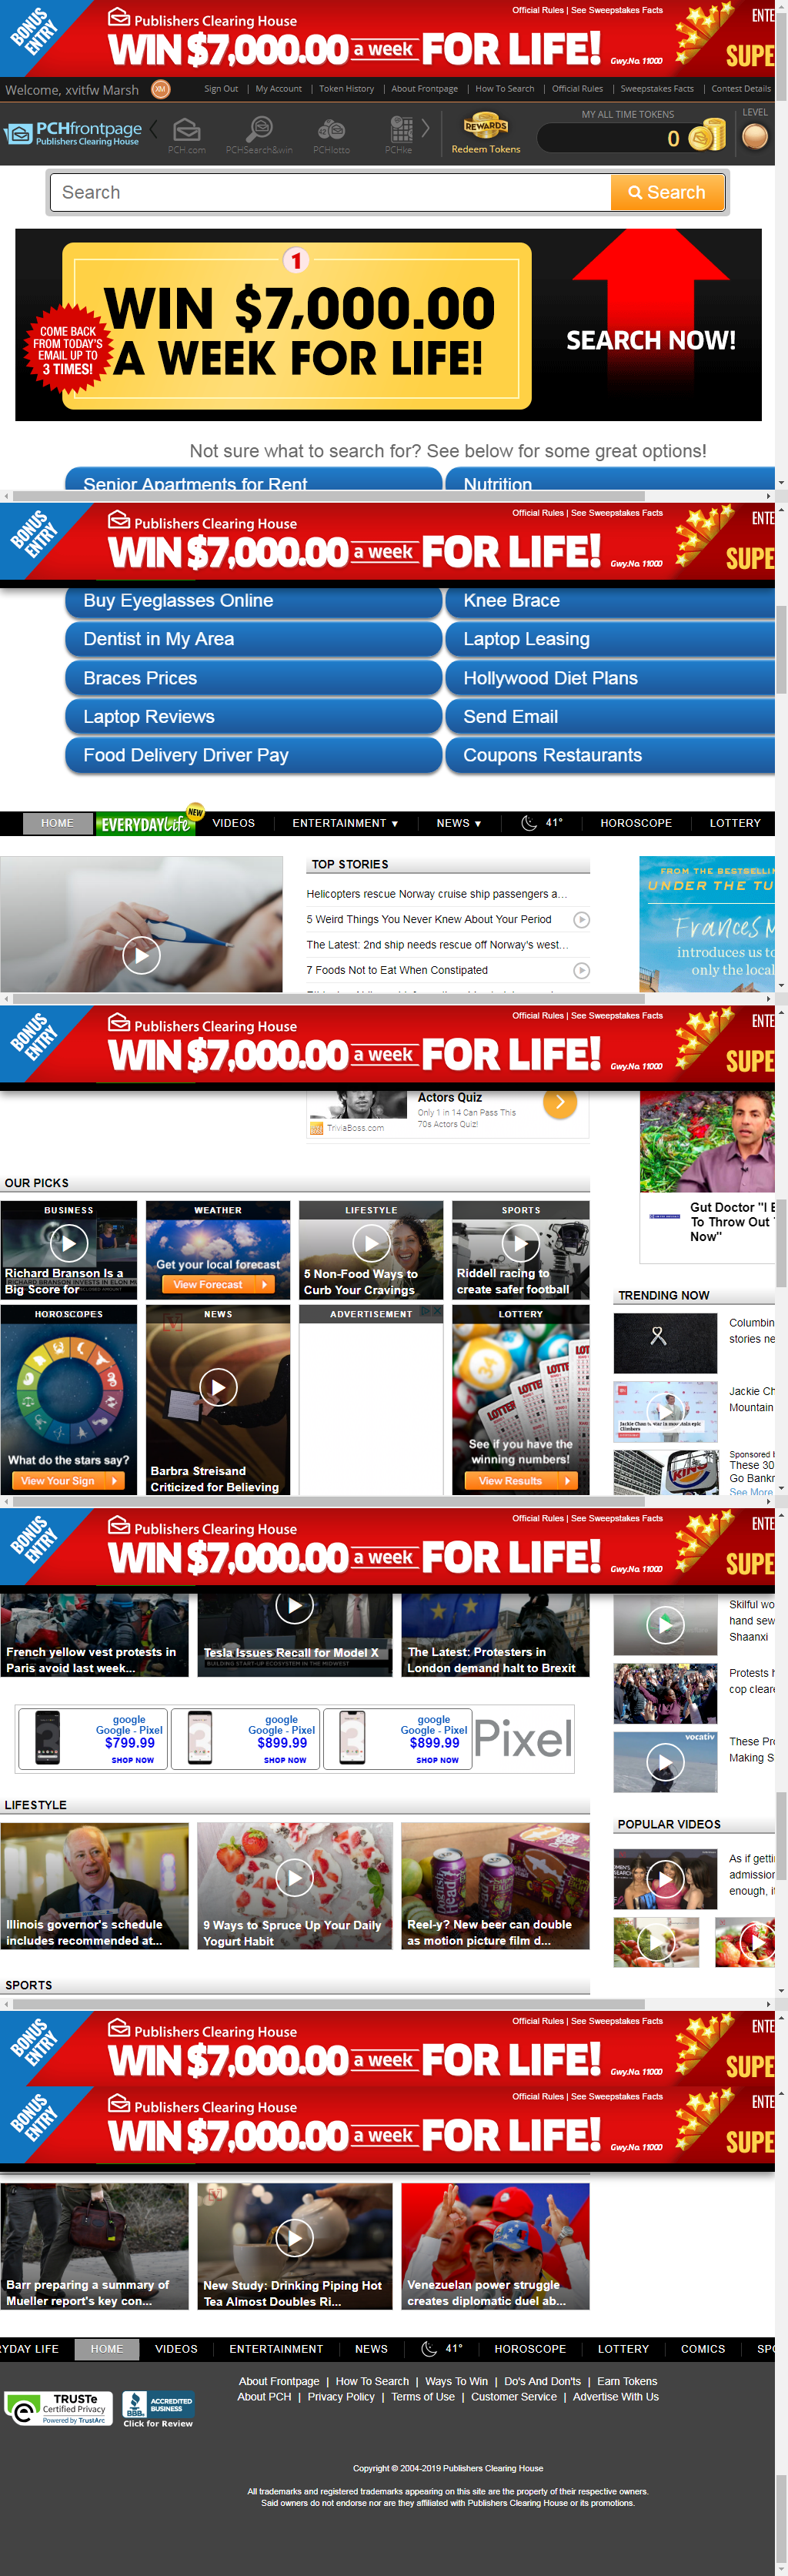 BONUS ENTRY
Publishers Clearing House
Official Rules | See Sweepstakes Facts
WIN $7,000.00 a week FOR LIFE!
Gwy.No. 11000
ENTE
SUPE
Welcome, xvitfw Marsh
XM
Sign Out | My Account | Token History | About Frontpage | How To Search | Official Rules | Sweepstakes Facts | Contest Details
PCHfrontpage
Publishers Clearing House
PCH.com
PCHSearch&win
PCHlotto
PCHke
REWARDS
Redeem Tokens
MY ALL TIME TOKENS
0
LEVEL
Search
Search
1
WIN $7,000.00
A WEEK FOR LIFE!
COME BACK
FROM TODAY'S
EMAIL UP TO
3 TIMES!
SEARCH NOW!
Not sure what to search for? See below for some great options!
Senior Apartments for Rent
Nutrition
BONUS ENTRY
Publishers Clearing House
Official Rules | See Sweepstakes Facts
WIN $7,000.00 a week FOR LIFE!
Gwy.No. 11000
ENTE
SUPE
Buy Eyeglasses Online
Knee Brace
Dentist in My Area
Laptop Leasing
Braces Prices
Hollywood Diet Plans
Laptop Reviews
Send Email
Food Delivery Driver Pay
Coupons Restaurants
HOME
EVERYDAY Life
NEW
VIDEOS
ENTERTAINMENT ▼
NEWS ▼
41°
HOROSCOPE
LOTTERY
TOP STORIES
Helicopters rescue Norway cruise ship passengers a...
5 Weird Things You Never Knew About Your Period
The Latest: 2nd ship needs rescue off Norway's west...
7 Foods Not to Eat When Constipated
FROM THE BESTSELLIN
UNDER THE TU
Frances M
introduces us to
only the local
BONUS ENTRY
Publishers Clearing House
Official Rules | See Sweepstakes Facts
WIN $7,000.00 a week FOR LIFE!
Gwy.No. 11000
ENTE
SUPE
Actors Quiz
Only 1 in 14 Can Pass This
70s Actors Quiz!
TriviaBoss.com
Gut Doctor "I B
To Throw Out
Now"
OUR PICKS
BUSINESS
Richard Branson Is a
Big Score for
WEATHER
Get your local forecast
View Forecast
LIFESTYLE
5 Non-Food Ways to
Curb Your Cravings
SPORTS
Riddell racing to
create safer football
HOROSCOPES
What do the stars say?
View Your Sign
NEWS
Barbra Streisand
Criticized for Believing
ADVERTISEMENT
LOTTERY
See if you have the
winning numbers!
View Results
TRENDING NOW
Columbin
stories ne
Jackie Ch
Mountain
Sponsored b
These 30
Go Bankr
See More
BONUS ENTRY
Publishers Clearing House
Official Rules | See Sweepstakes Facts
WIN $7,000.00 a week FOR LIFE!
Gwy.No. 11000
ENTE
SUPE
French yellow vest protests in
Paris avoid last week...
Tesla Issues Recall for Model X
The Latest: Protesters in
London demand halt to Brexit
Skilful wo
hand sew
Shaanxi
Protests h
cop cleare
vocativ
These Pro
Making S
google
Google - Pixel
$799.99
SHOP NOW
google
Google - Pixel
$899.99
SHOP NOW
google
Google - Pixel
$899.99
SHOP NOW
Pixel
LIFESTYLE
Illinois governor's schedule
includes recommended at...
9 Ways to Spruce Up Your Daily
Yogurt Habit
Reel-y? New beer can double
as motion picture film d...
POPULAR VIDEOS
As if getti
admission
enough, it
SPORTS
BONUS ENTRY
Publishers Clearing House
Official Rules | See Sweepstakes Facts
WIN $7,000.00 a week FOR LIFE!
Gwy.No. 11000
ENTE
SUPE
BONUS ENTRY
Publishers Clearing House
Official Rules | See Sweepstakes Facts
WIN $7,000.00 a week FOR LIFE!
Gwy.No. 11000
ENTE
SUPE
Barr preparing a summary of
Mueller report's key con...
New Study: Drinking Piping Hot
Tea Almost Doubles Ri...
Venezuelan power struggle
creates diplomatic duel ab...
RYDAY LIFE
HOME
VIDEOS
ENTERTAINMENT
NEWS
41°
HOROSCOPE
LOTTERY
COMICS
SPO
About Frontpage | How To Search | Ways To Win | Do's And Don'ts | Earn Tokens
About PCH | Privacy Policy | Terms of Use | Customer Service | Advertise With Us
TRUSTe
Certified Privacy
Powered by TrustArc
BBB
ACCREDITED
BUSINESS
Click for Review
Copyright © 2004-2019 Publishers Clearing House
All trademarks and registered trademarks appearing on this site are the property of their respective owners.
Said owners do not endorse nor are they affiliated with Publishers Clearing House or its promotions.